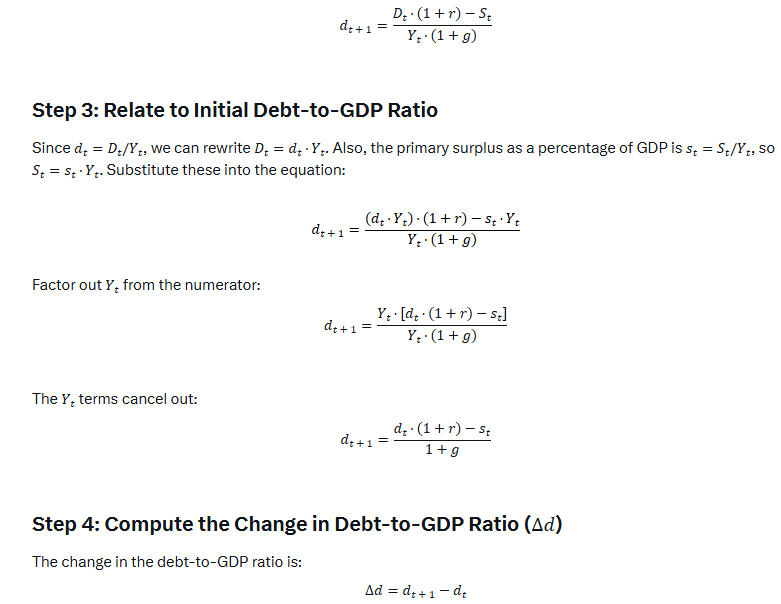 d_{t+1} = \frac{D_t \cdot (1 + r) - S_t}{Y_t \cdot (1 + g)}
Step 3: Relate to Initial Debt-to-GDP Ratio
Since d_t = D_t/Y_t, we can rewrite D_t = d_t \cdot Y_t. Also, the primary surplus as a percentage of GDP is s_t = S_t/Y_t, so
S_t = s_t \cdot Y_t. Substitute these into the equation:
d_{t+1} = \frac{(d_t \cdot Y_t) \cdot (1 + r) - s_t \cdot Y_t}{Y_t \cdot (1 + g)}
Factor out Y_t from the numerator:
d_{t+1} = \frac{Y_t \cdot [d_t \cdot (1 + r) - s_t]}{Y_t \cdot (1 + g)}
The Y_t terms cancel out:
d_{t+1} = \frac{d_t \cdot (1 + r) - s_t}{1 + g}
Step 4: Compute the Change in Debt-to-GDP Ratio (Δd)
The change in the debt-to-GDP ratio is:
Δd = d_{t+1} - d_t